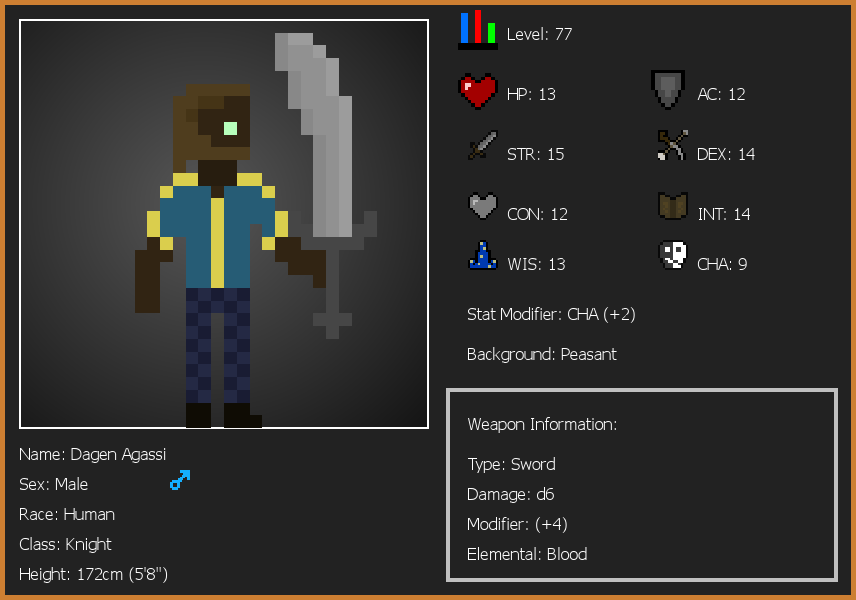 Level: 77
HP: 13
AC: 12
STR: 15
DEX: 14
CON: 12
INT: 14
WIS: 13
CHA: 9
Stat Modifier: CHA (+2)
Background: Peasant
Weapon Information:
Type: Sword
Damage: d6
Modifier: (+4)
Elemental: Blood
Name: Dagen Agassi
Sex: Male
Race: Human
Class: Knight
Height: 172cm (5'8")